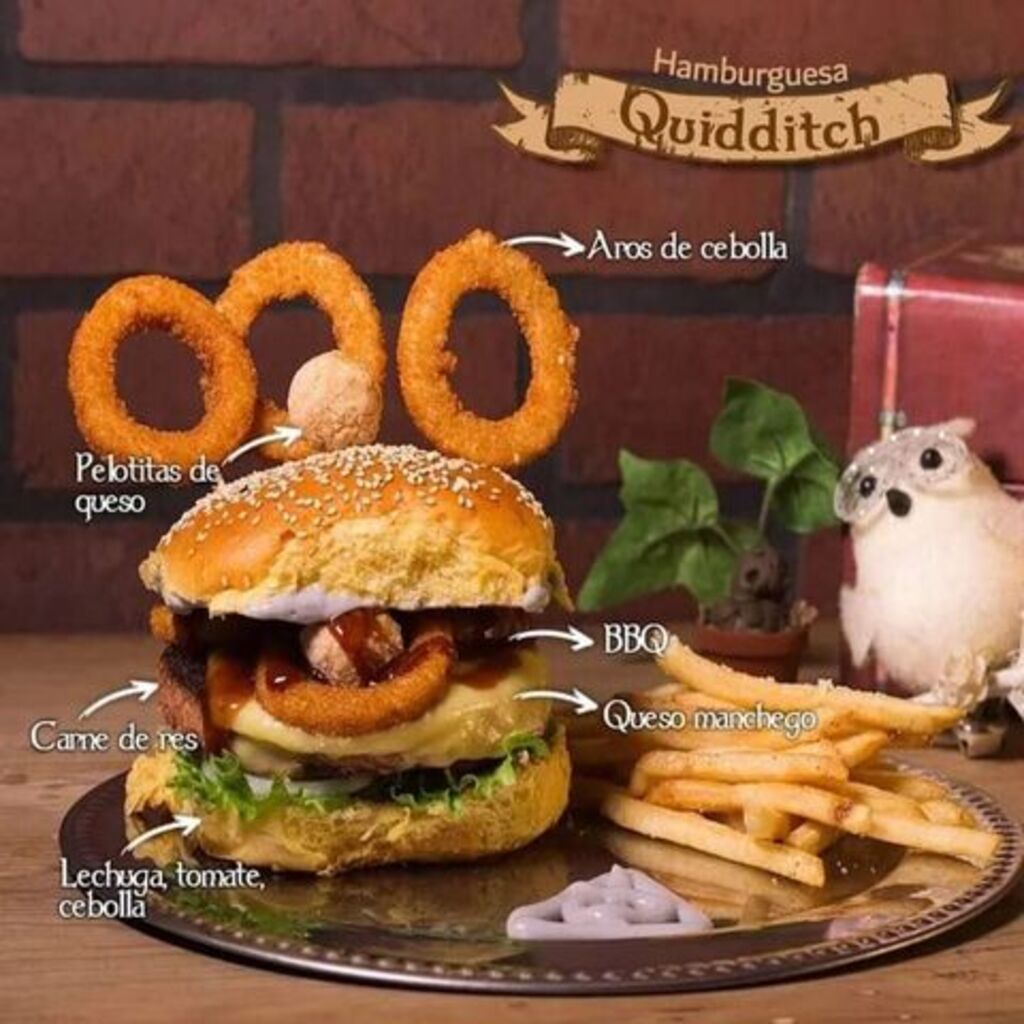 Hamburguesa
Quidditch
Aros de cebolla
Pelotitas de
queso
BBQ
Queso manchego
Carne de res
Lechuga, tomate,
cebolla